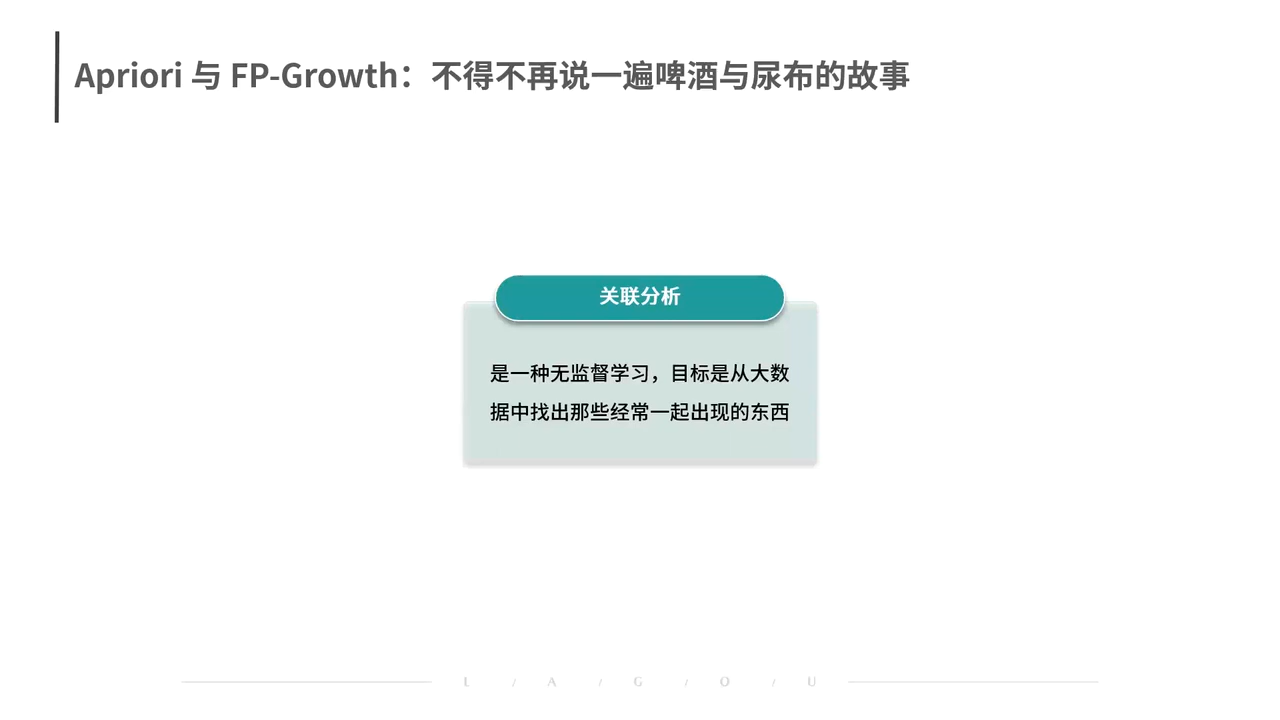 Apriori 与 FP-Growth：不得不再说一遍啤酒与尿布的故事
关联分析
是一种无监督学习，目标是从大数
据中找出那些经常一起出现的东西
L / A / G / O / U